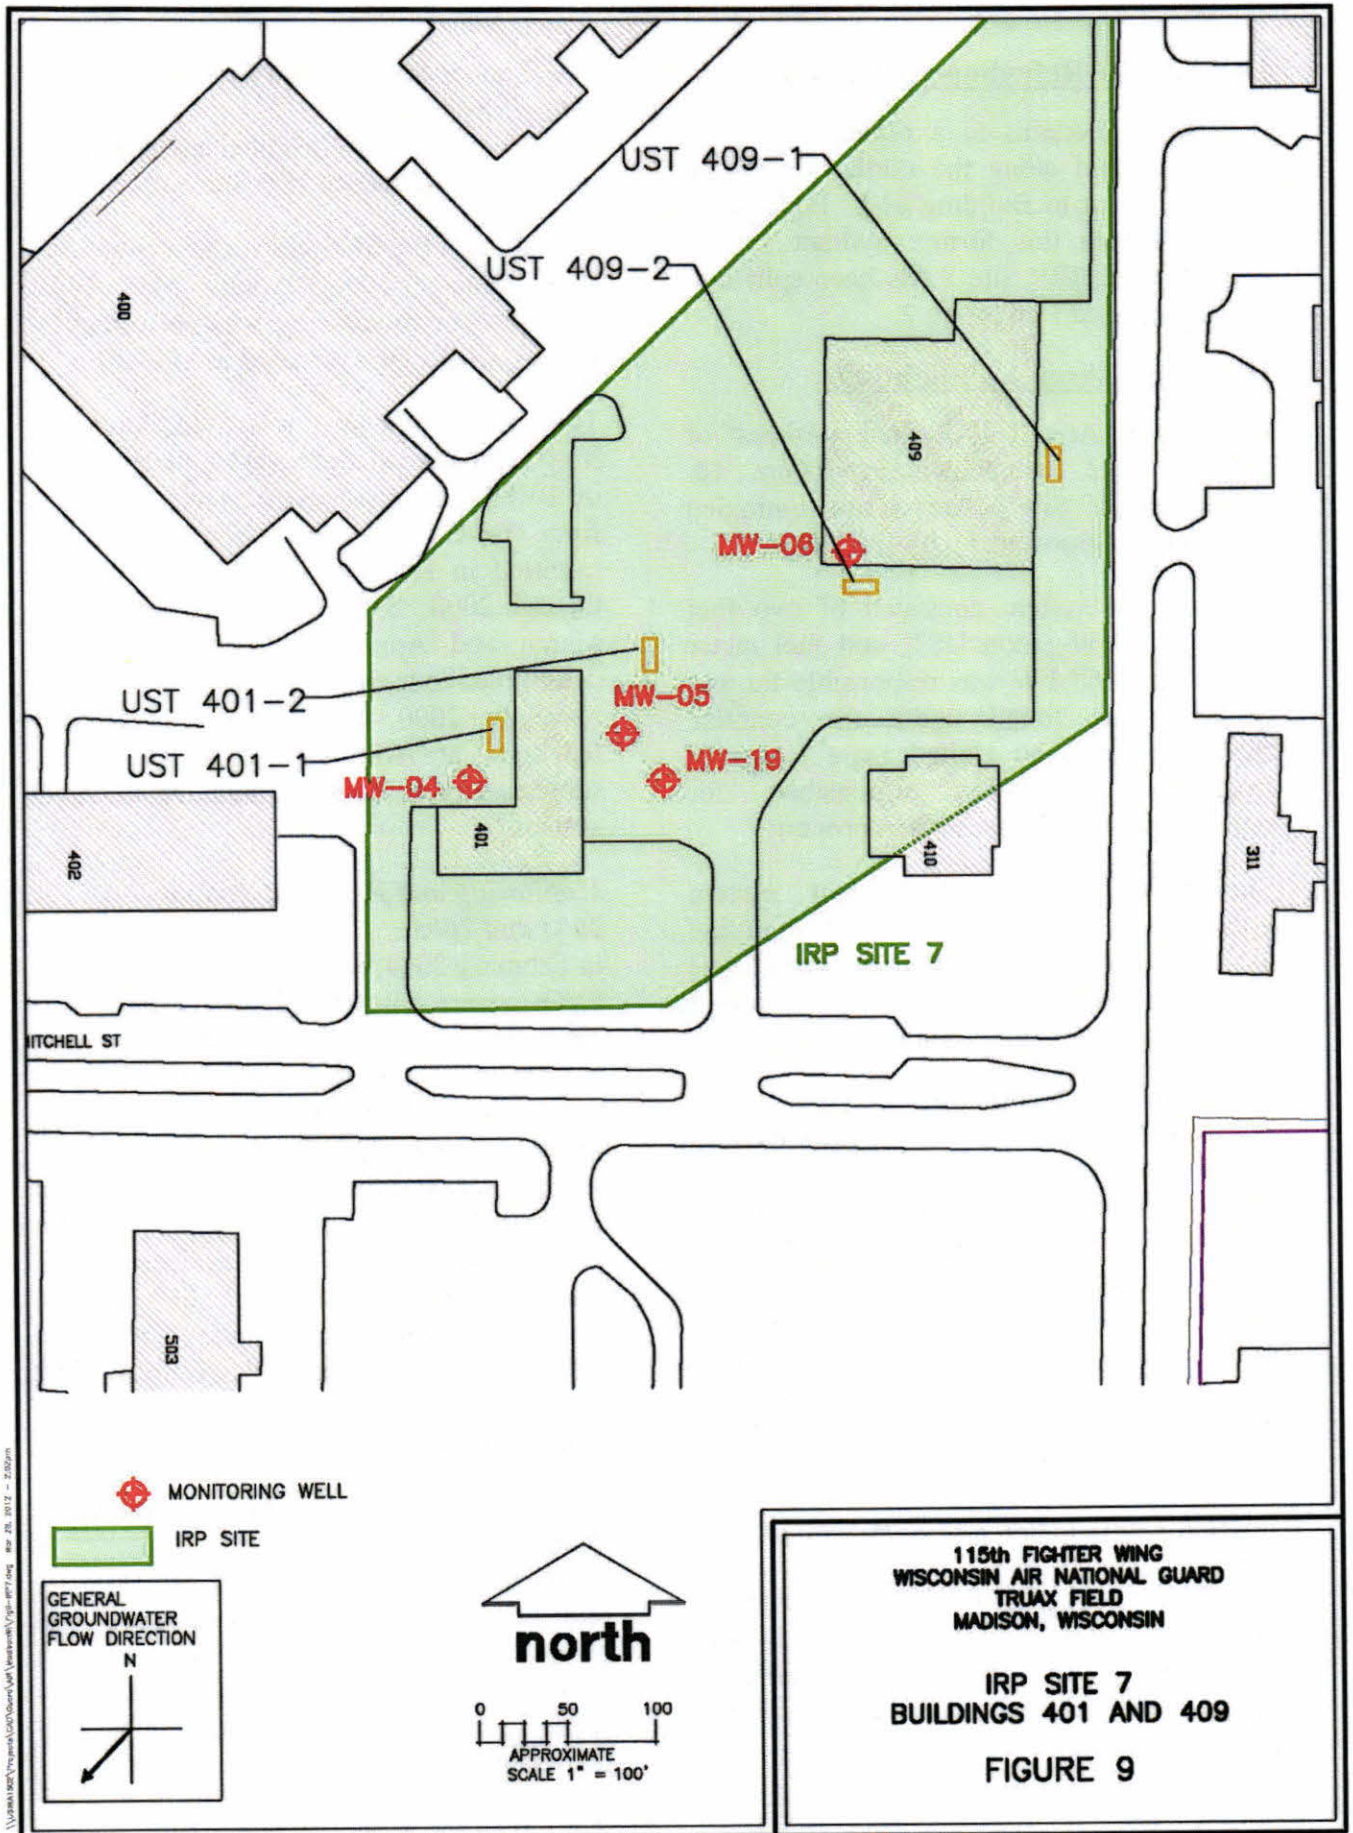 UST 409-1
UST 409-2
400
409
MW-06
UST 401-2
MW-05
UST 401-1
MW-19
MW-04
401
402
410
311
IRP SITE 7
ITCHELL ST
503
MONITORING WELL
IRP SITE
GENERAL
GROUNDWATER
FLOW DIRECTION
N
north
0 50 100
APPROXIMATE
SCALE 1" = 100'
115th FIGHTER WING
WISCONSIN AIR NATIONAL GUARD
TRUAX FIELD
MADISON, WISCONSIN
IRP SITE 7
BUILDINGS 401 AND 409
FIGURE 9